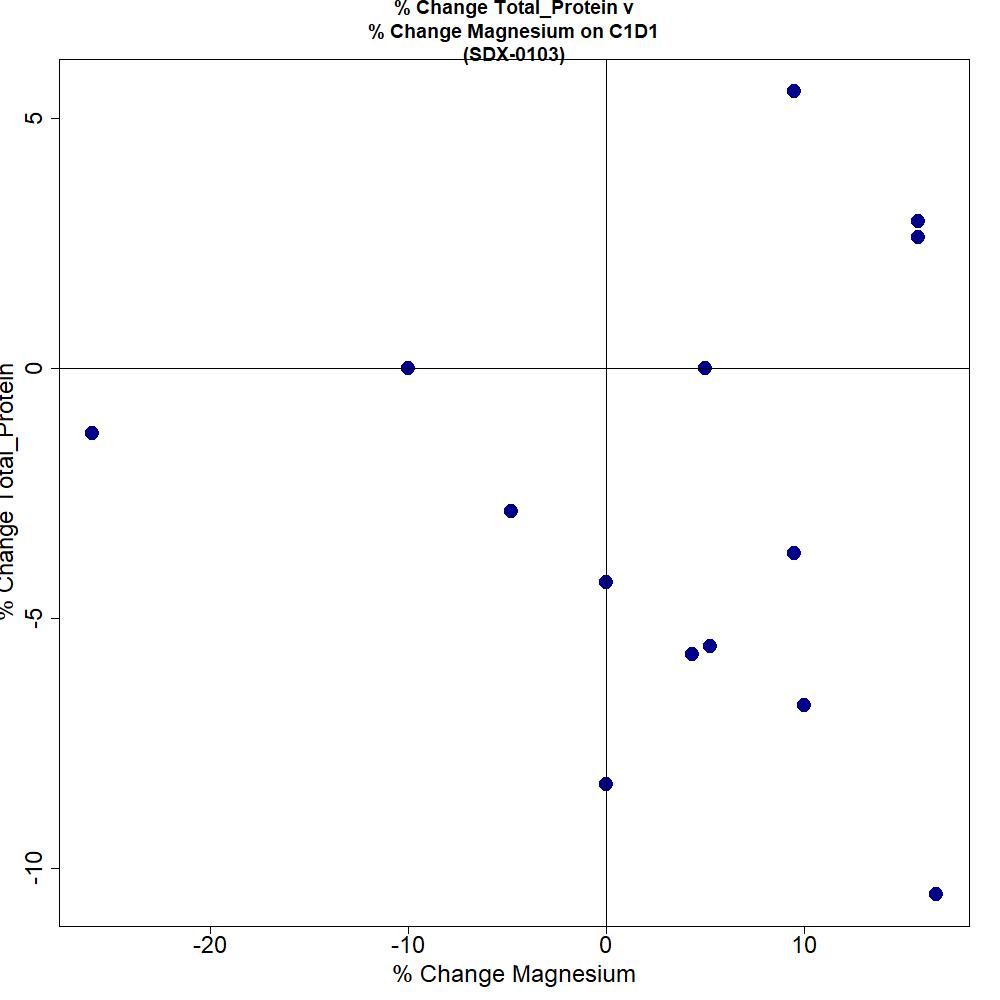 % Change Total_Protein v
% Change Magnesium on C1D1
(SDX-0103)
5
0
-5
-10
% Change Total_Protein
-20
-10
0
10
% Change Magnesium